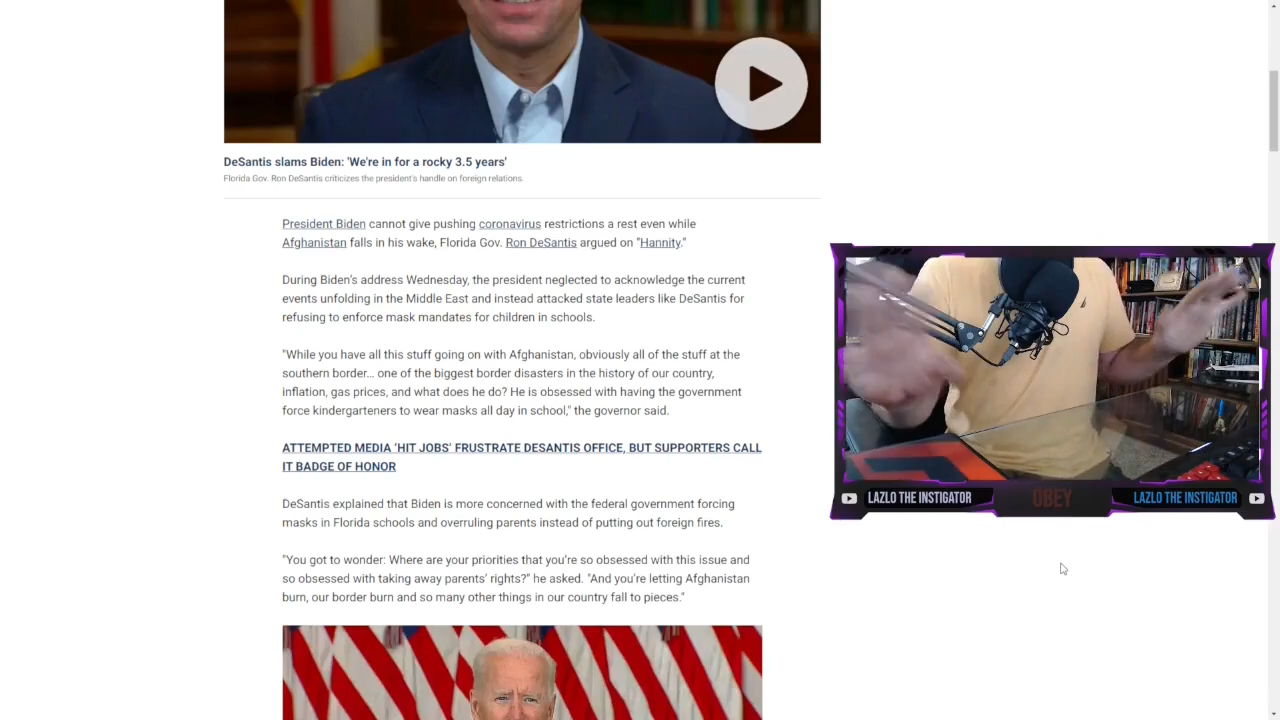 DeSantis slams Biden: 'We're in for a rocky 3.5 years'
Florida Gov. Ron DeSantis criticizes the president's handle on foreign relations.
President Biden cannot give pushing coronavirus restrictions a rest even while
Afghanistan falls in his wake, Florida Gov. Ron DeSantis argued on "Hannity."
During Biden's address Wednesday, the president neglected to acknowledge the current
events unfolding in the Middle East and instead attacked state leaders like DeSantis for
refusing to enforce mask mandates for children in schools.
"While you have all this stuff going on with Afghanistan, obviously all of the stuff at the
southern border… one of the biggest border disasters in the history of our country,
inflation, gas prices, and what does he do? He is obsessed with having the government
force kindergarteners to wear masks all day in school," the governor said.
ATTEMPTED MEDIA 'HIT JOBS' FRUSTRATE DESANTIS OFFICE, BUT SUPPORTERS CALL
IT BADGE OF HONOR
DeSantis explained that Biden is more concerned with the federal government forcing
masks in Florida schools and overruling parents instead of putting out foreign fires.
"You got to wonder: Where are your priorities that you're so obsessed with this issue and
so obsessed with taking away parents' rights?" he asked. "And you're letting Afghanistan
burn, our border burn and so many other things in our country fall to pieces."
LAZLO THE INSTIGATOR
OBEY
LAZLO THE INSTIGATOR